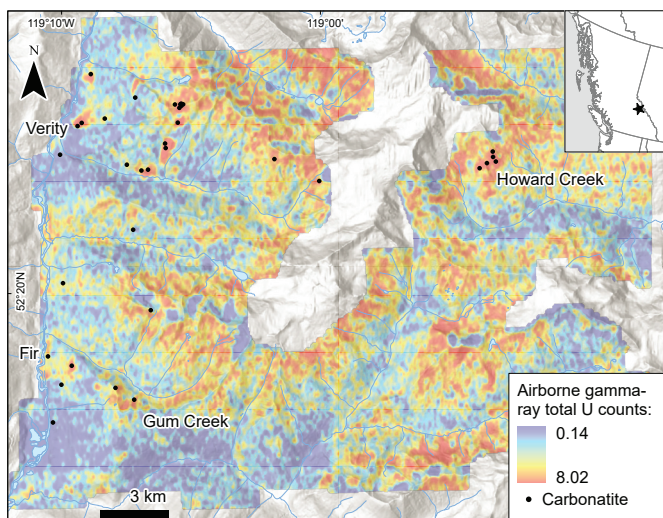 119°10'
119°00'
N
Verity
Howard Creek
52°20'
Fir
Gum Creek
3 km
Airborne gamma-
ray total U counts:
0.14
8.02
Carbonatite